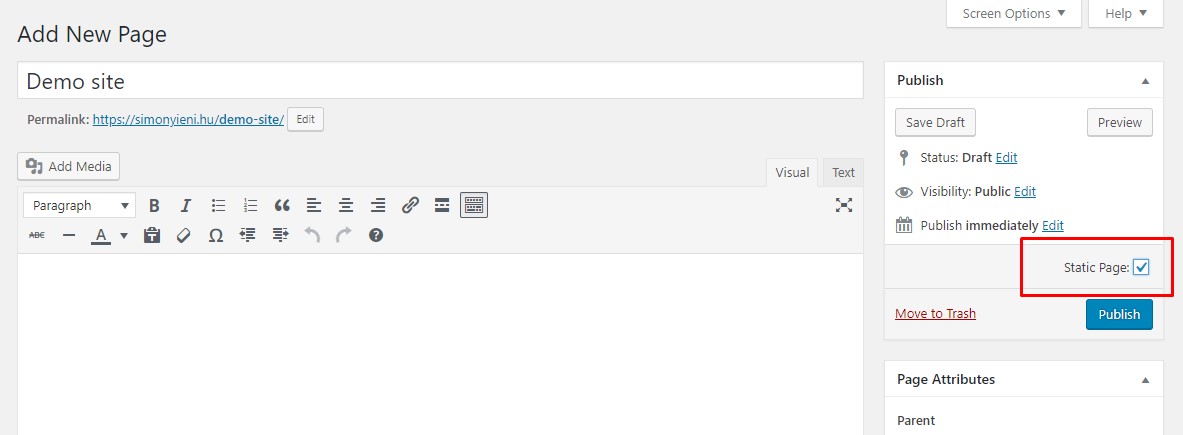 Screen Options
Help
Add New Page
Demo site
Permalink: https://simonyieni.hu/demo-site/ Edit
Add Media
Visual Text
Paragraph
ABC
Publish
Save Draft Preview
Status: Draft Edit
Visibility: Public Edit
Publish immediately Edit
Static Page:
Move to Trash Publish
Page Attributes
Parent